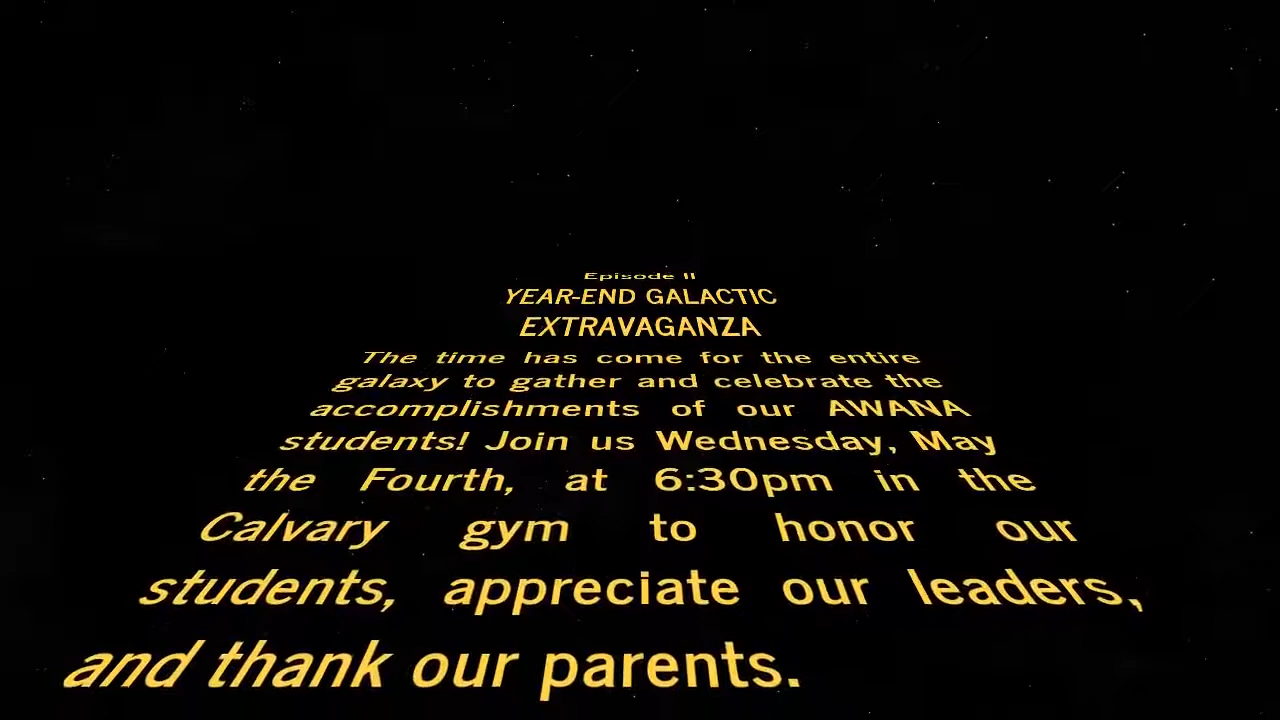 Episode II
YEAR-END GALACTIC
EXTRAVAGANZA
The time has come for the entire
galaxy to gather and celebrate the
accomplishments of our AWANA
students! Join us Wednesday, May
the Fourth, at 6:30pm in the
Calvary gym to honor our
students, appreciate our leaders,
and thank our parents.